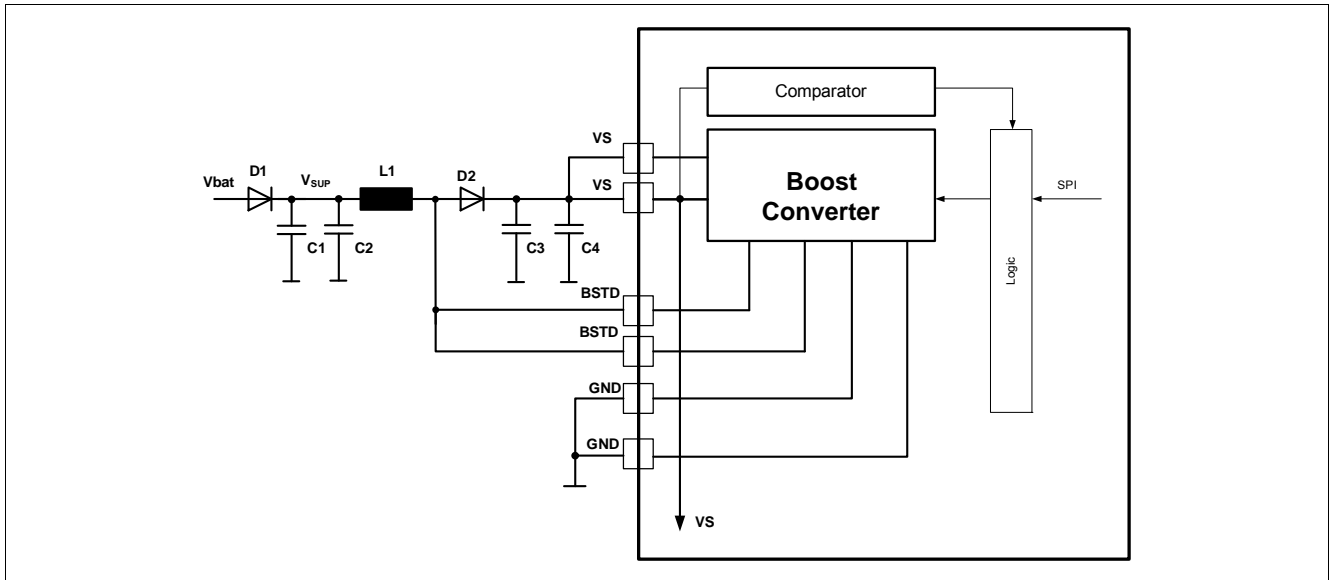 Comparator
VS
D1
L1
D2
VS
Boost
Converter
Vbat
VSUP
SPI
C1
C2
C3
C4
Logic
BSTD
BSTD
GND
GND
VS